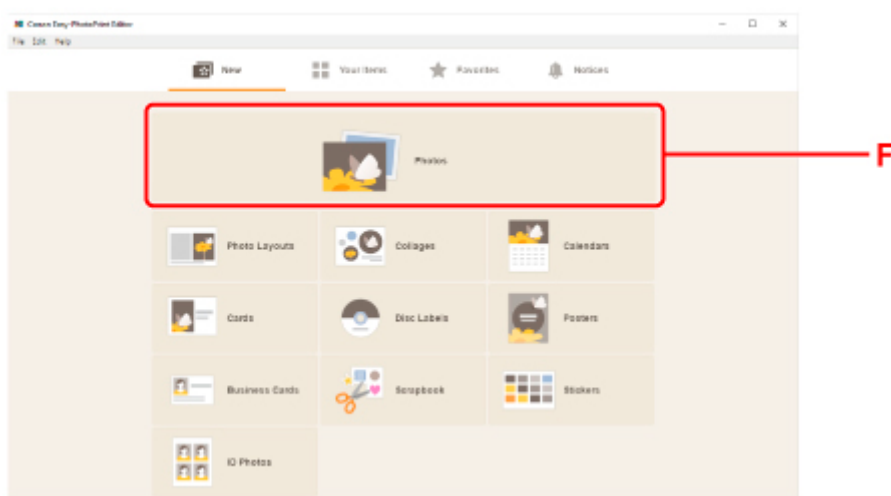 Canon Easy-PhotoPrint Editor
File Edit Help
New Your Items Favorites Notices
Photos
F
Photo Layouts Collages Calendars
Cards Disc Labels Posters
Business Cards Scrapbook Stickers
ID Photos